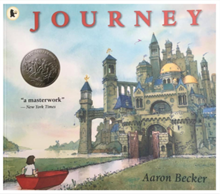 JOURNEY
"a masterwork"
— New York Times
Aaron Becker